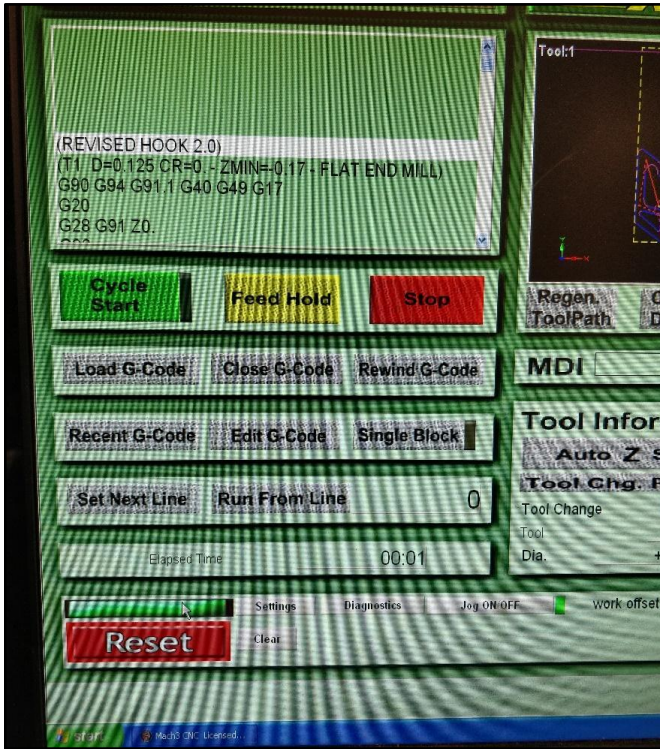 Tool:1
(REVISED HOOK 2.0)
(T1 D=0.125 CR=0. - ZMIN=-0.17 - FLAT END MILL)
G90 G94 G91.1 G40 G49 G17
G20
G28 G91 Z0.
Cycle Start
Feed Hold
Stop
Regen. ToolPath
Load G-Code
Close G-Code
Rewind G-Code
MDI
Recent G-Code
Edit G-Code
Single Block
Tool Infor
Auto Z S
Tool Chg. P
Set Next Line
Run From Line
0
Tool Change
Tool
Dia. +
Elapsed Time
00:01
Settings
Diagnostics
Jog ON OFF
work offset
Reset
Clear
start
Mach3 CNC Licensed...